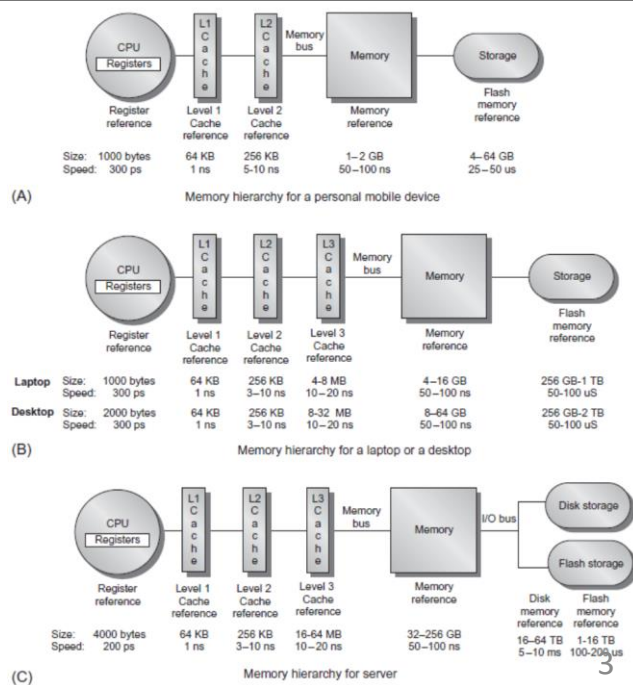 CPU
Registers
L1
C
a
c
h
e
L2
C
a
c
h
e
Memory
bus
Memory
Storage
Register
reference
Level 1
Cache
reference
Level 2
Cache
reference
Memory
reference
Flash
memory
reference
Size: 1000 bytes 64 KB 256 KB 1–2 GB 4–64 GB
Speed: 300 ps 1 ns 5-10 ns 50–100 ns 25–50 us
(A) Memory hierarchy for a personal mobile device
CPU
Registers
L1
C
a
c
h
e
L2
C
a
c
h
e
L3
C
a
c
h
e
Memory
bus
Memory
Storage
Register
reference
Level 1
Cache
reference
Level 2
Cache
reference
Level 3
Cache
reference
Memory
reference
Flash
memory
reference
Laptop Size: 1000 bytes 64 KB 256 KB 4-8 MB 4–16 GB 256 GB-1 TB
Speed: 300 ps 1 ns 3–10 ns 10–20 ns 50–100 ns 50-100 uS
Desktop Size: 2000 bytes 64 KB 256 KB 8-32 MB 8–64 GB 256 GB-2 TB
Speed: 300 ps 1 ns 3–10 ns 10–20 ns 50–100 ns 50-100 uS
(B) Memory hierarchy for a laptop or a desktop
CPU
Registers
L1
C
a
c
h
e
L2
C
a
c
h
e
L3
C
a
c
h
e
Memory
bus
Memory
I/O bus
Disk storage
Flash storage
Register
reference
Level 1
Cache
reference
Level 2
Cache
reference
Level 3
Cache
reference
Memory
reference
Disk
memory
reference
Flash
memory
reference
Size: 4000 bytes 64 KB 256 KB 16-64 MB 32–256 GB 16–64 TB 1-16 TB
Speed: 200 ps 1 ns 3–10 ns 10–20 ns 50–100 ns 5-10 ms 100-200 us
(C) Memory hierarchy for server
3